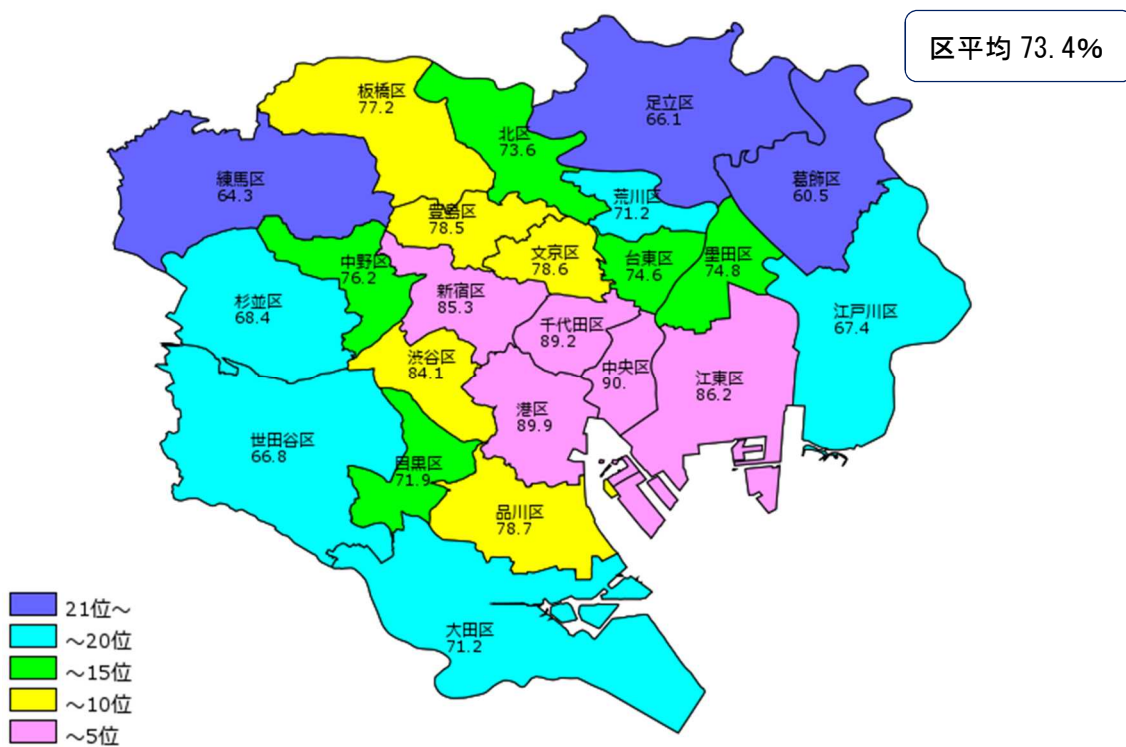 区平均 73.4%
板橋区
77.2
北区
73.6
足立区
66.1
葛飾区
60.5
練馬区
64.3
荒川区
71.2
豊島区
78.5
文京区
78.6
台東区
74.6
墨田区
74.8
中野区
76.2
新宿区
85.3
千代田区
89.2
杉並区
68.4
江戸川区
67.4
渋谷区
84.1
中央区
90.
江東区
86.2
港区
89.9
世田谷区
66.8
目黒区
71.9
品川区
78.7
大田区
71.2
21位～
～20位
～15位
～10位
～5位